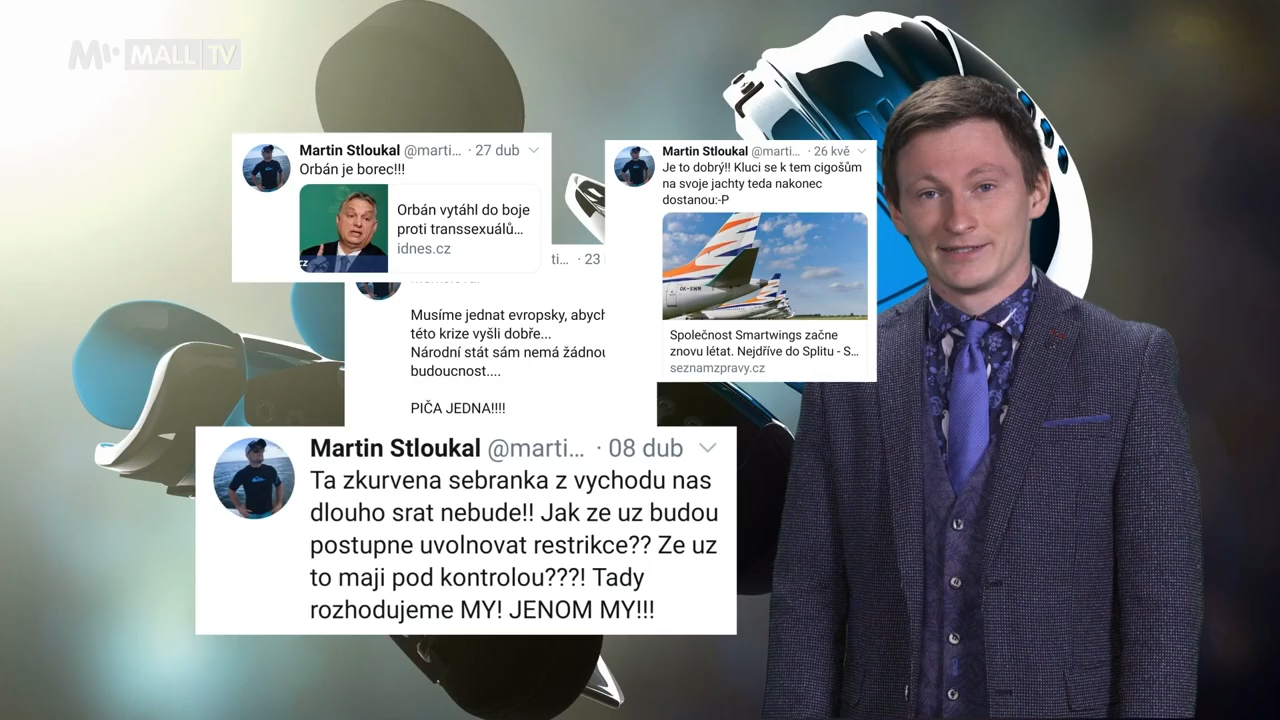 MALL TV
Martin Stloukal @marti... · 27 dub
Orbán je borec!!!
Orbán vytáhl do boje
proti transsexuálů...
idnes.cz
cz
Martin Stloukal @marti... · 26 kvě
Je to dobrý!! Kluci se k tem cigošům
na svoje jachty teda nakonec
dostanou:-P
OK-SWM
Společnost Smartwings začne
znovu létat. Nejdříve do Splitu - S...
seznamzpravy.cz
ti... · 23
Musíme jednat evropsky, abych
této krize vyšli dobře...
Národní stát sám nemá žádnou
budoucnost....
PIČA JEDNA!!!!
Martin Stloukal @marti... · 08 dub
Ta zkurvena sebranka z vychodu nas
dlouho srat nebude!! Jak ze uz budou
postupne uvolnovat restrikce?? Ze uz
to maji pod kontrolou???! Tady
rozhodujeme MY! JENOM MY!!!